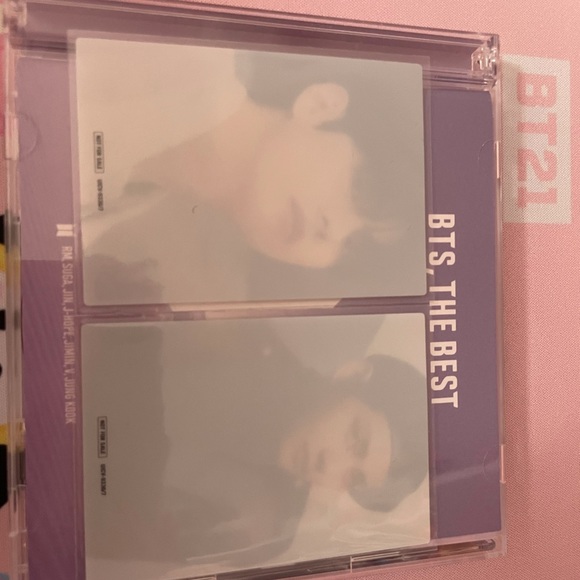 BT21
BTS, THE BEST
NOT FOR SALE
NOT FOR SALE
RM, SUGA, JIN, J-HOPE, JIMIN, V, JUNG KOOK